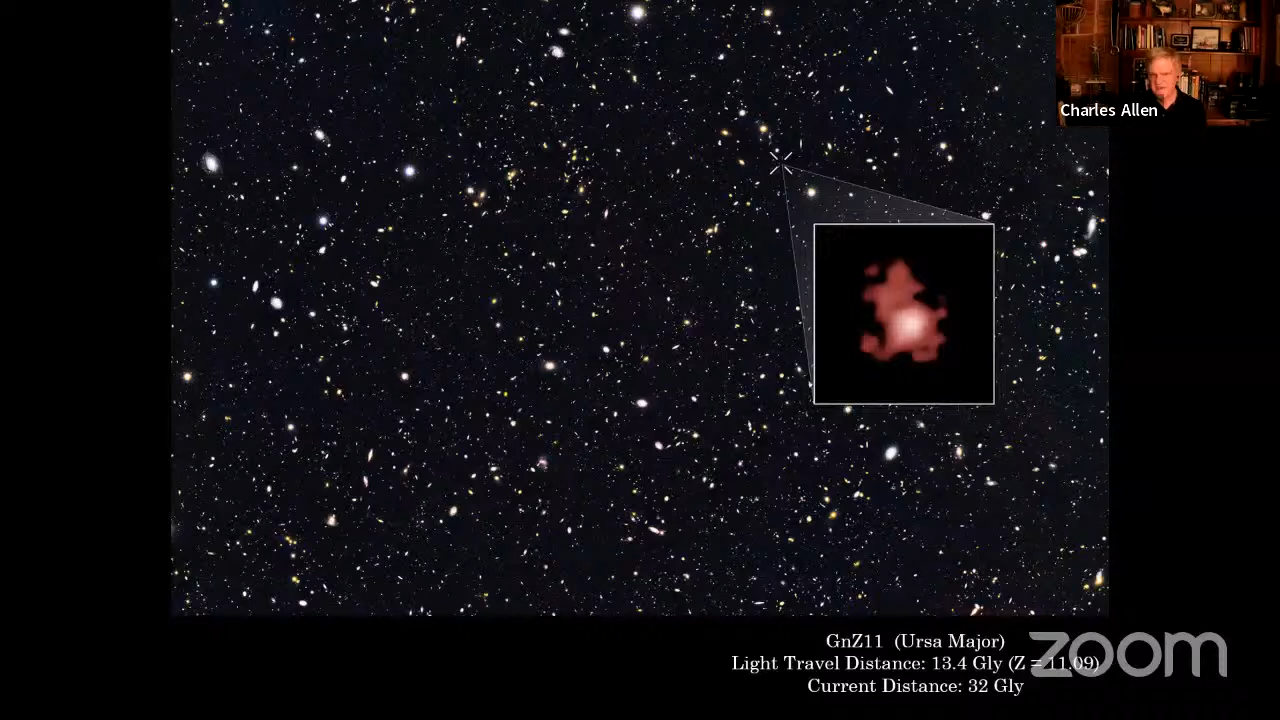 Charles Allen
GnZ11 (Ursa Major)
Light Travel Distance: 13.4 Gly (Z = 11.09)
Current Distance: 32 Gly
zoom